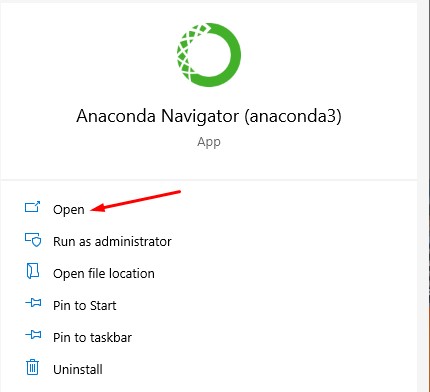 Anaconda Navigator (anaconda3)
App
Open
Run as administrator
Open file location
Pin to Start
Pin to taskbar
Uninstall